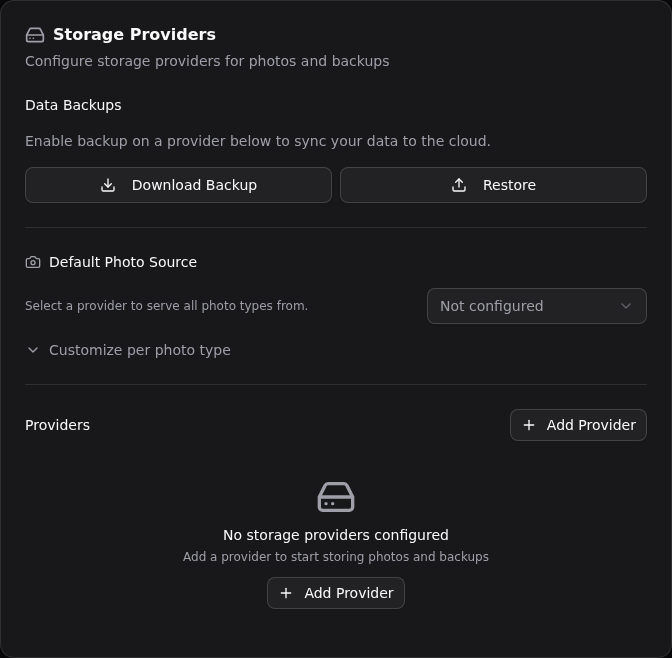 Storage Providers
Configure storage providers for photos and backups
Data Backups
Enable backup on a provider below to sync your data to the cloud.
Download Backup
Restore
Default Photo Source
Select a provider to serve all photo types from.
Not configured
Customize per photo type
Providers
Add Provider
No storage providers configured
Add a provider to start storing photos and backups
Add Provider